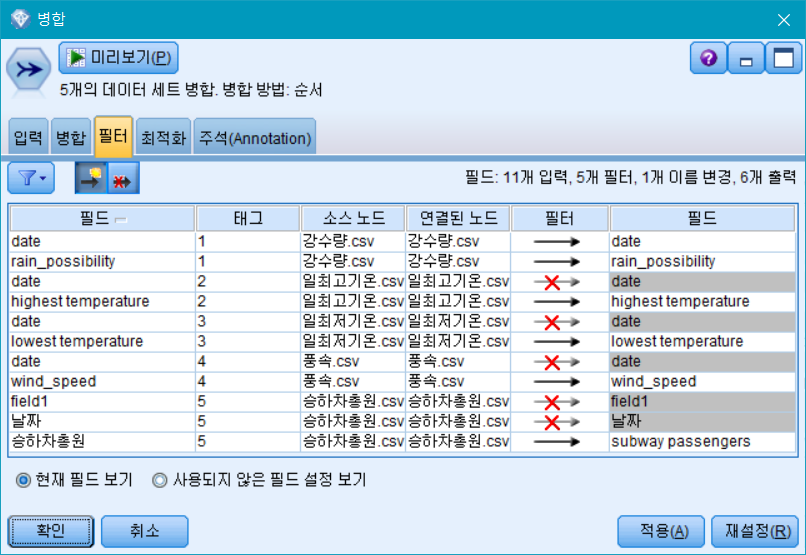 병합
미리보기(P)
5개의 데이터 세트 병합. 병합 방법: 순서
입력 병합 필터 최적화 주석(Annotation)
필드: 11개 입력, 5개 필터, 1개 이름 변경, 6개 출력
필드 태그 소스 노드 연결된 노드 필터 필드
date 1 강수량.csv 강수량.csv date
rain_possibility 1 강수량.csv 강수량.csv rain_possibility
date 2 일최고기온.csv 일최고기온.csv date
highest temperature 2 일최고기온.csv 일최고기온.csv highest temperature
date 3 일최저기온.csv 일최저기온.csv date
lowest temperature 3 일최저기온.csv 일최저기온.csv lowest temperature
date 4 풍속.csv 풍속.csv date
wind_speed 4 풍속.csv 풍속.csv wind_speed
field1 5 승하차총원.csv 승하차총원.csv field1
날짜 5 승하차총원.csv 승하차총원.csv 날짜
승하차총원 5 승하차총원.csv 승하차총원.csv subway passengers
현재 필드 보기 사용되지 않은 필드 설정 보기
확인 취소 적용(A) 재설정(R)